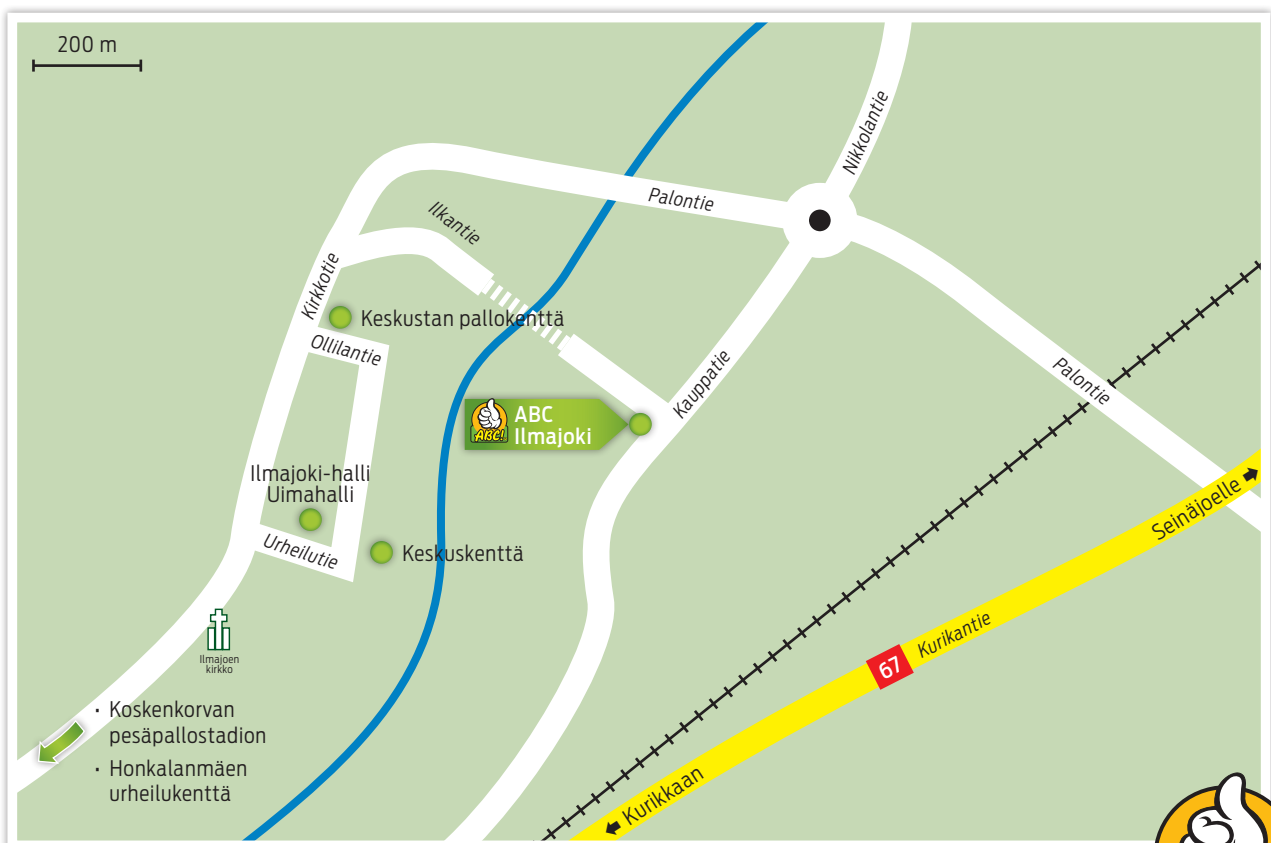 200 m
Nikkolantie
Palontie
Ilkantie
Kirkkotie
Keskustan pallokenttä
Ollilantie
Kauppatie
Palontie
ABC!
ABC
Ilmajoki
Ilmajoki-halli
Uimahalli
Seinäjoelle
Urheilutie
Keskuskenttä
67
Kurikantie
Ilmajoen
kirkko
· Koskenkorvan
pesäpallostadion
· Honkalanmäen
urheilukenttä
Kurikkaan